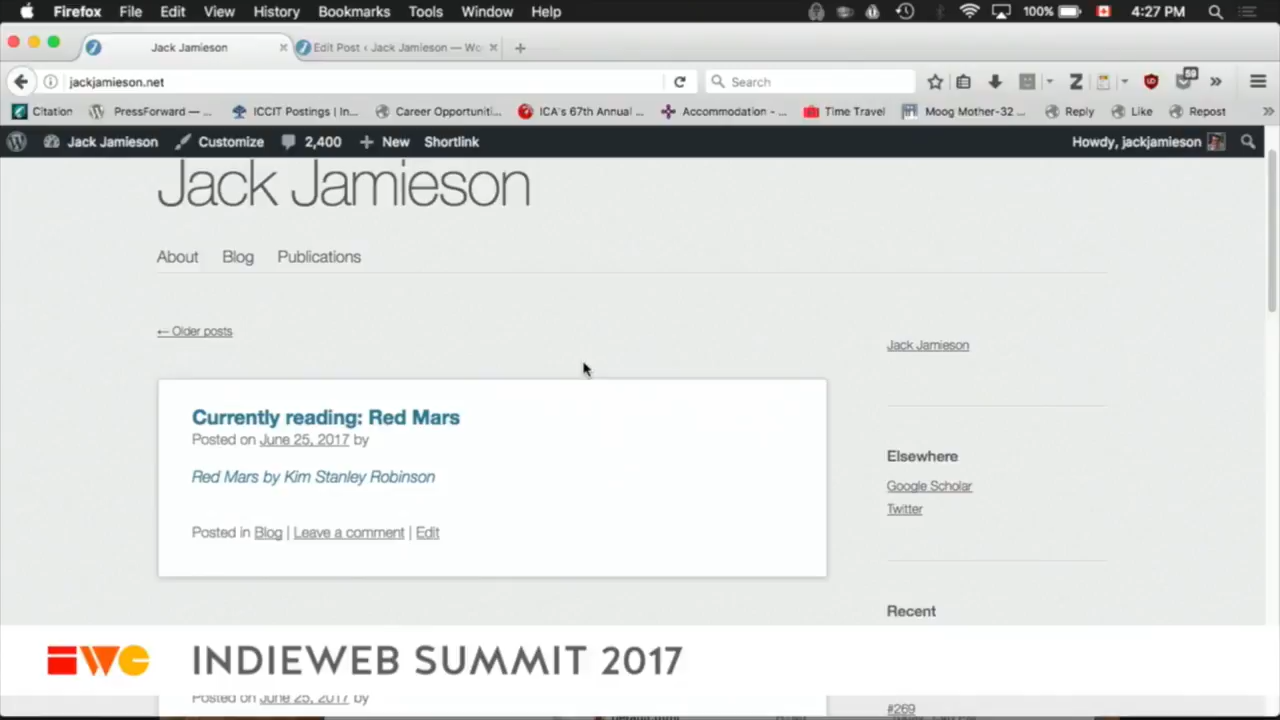 Firefox File Edit View History Bookmarks Tools Window Help 100% 4:27 PM
Jack Jamieson × Edit Post ‹ Jack Jamieson — Wo × +
jackjamieson.net Search
Citation PressForward — ... ICCIT Postings | In... Career Opportuniti... ICA's 67th Annual ... Accommodation - ... Time Travel Moog Mother-32 ... Reply Like Repost
Jack Jamieson Customize 2,400 New Shortlink Howdy, jackjamieson
Jack Jamieson
About Blog Publications
← Older posts
Jack Jamieson
Currently reading: Red Mars
Posted on June 25, 2017 by
Red Mars by Kim Stanley Robinson
Posted in Blog | Leave a comment | Edit
Elsewhere
Google Scholar
Twitter
Recent
IWC INDIEWEB SUMMIT 2017
Posted on June 25, 2017 by
#269